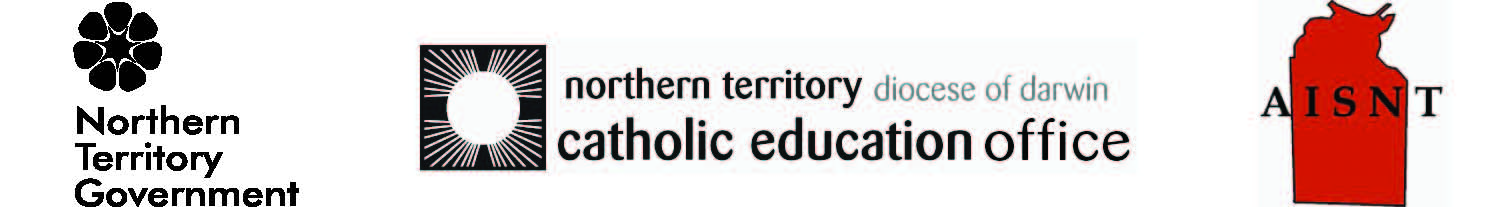 Northern
Territory
Government
northern territory diocese of darwin
catholic education office
AISNT